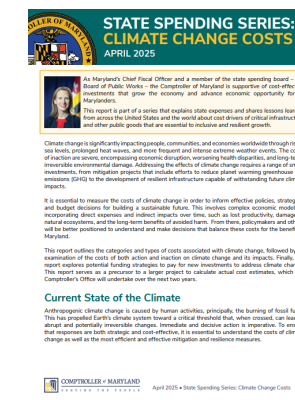 STATE SPENDING SERIES:
CLIMATE CHANGE COSTS
APRIL 2025
As Maryland's Chief Fiscal Officer and a member of the state spending board –
Board of Public Works – the Comptroller of Maryland is supportive of cost-effec
investments that grow the economy and advance economic opportunity for
Marylanders.
This report is part of a series that explains state expenses and shares lessons lear
from across the United States and the world about cost drivers of critical infrastruc
and other public goods that are essential to inclusive and resilient growth.
Climate change is significantly impacting people, communities, and economies worldwide through ris
sea levels, prolonged heat waves, and more frequent and intense extreme weather events. The co
of inaction are severe, encompassing economic disruption, worsening health disparities, and long-te
irreversible environmental damage. Addressing the effects of climate change requires a range of str
investments, from mitigation projects that include efforts to reduce planet warming greenhouse
emissions (GHG) to the development of resilient infrastructure capable of withstanding future clim
impacts.
It is essential to measure the costs of climate change in order to inform effective policies, strateg
and budget decisions for building a sustainable future. This involves complex economic model
incorporating direct expenses and indirect impacts over time, such as lost productivity, damage
natural ecosystems, and the long-term benefits of avoided harm. From there, policymakers and oth
will be better positioned to understand and make decisions that balance these costs for the benefi
Maryland.
This report outlines the categories and types of costs associated with climate change, followed by
examination of the costs of both action and inaction on climate change and its impacts. Finally,
report explores potential funding strategies to pay for new investments to address climate char
This report serves as a precursor to a larger project to calculate actual cost estimates, which
Comptroller's Office will undertake over the next two years.
Current State of the Climate
Anthropogenic climate change is caused by human activities, principally, the burning of fossil fu
This has propelled Earth's climate system toward a critical threshold that, when crossed, can lead
abrupt and potentially irreversible changes. Immediate and decisive action is imperative. To ens
that responses are both strategic and cost-effective, it is essential to understand the costs of clim
change as well as the most efficient and effective mitigation and resilience measures.
COMPTROLLER of MARYLAND
SERVING THE PEOPLE
April 2025 • State Spending Series: Climate Change Costs